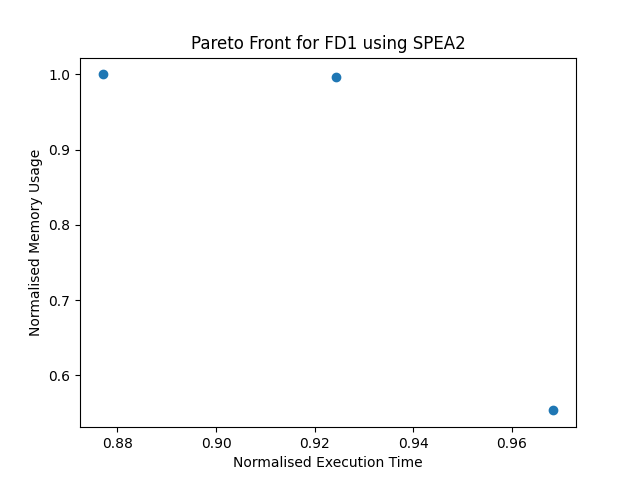 Pareto Front for FD1 using SPEA2
1.0
0.9
0.8
0.7
0.6
Normalised Memory Usage
0.88 0.90 0.92 0.94 0.96
Normalised Execution Time